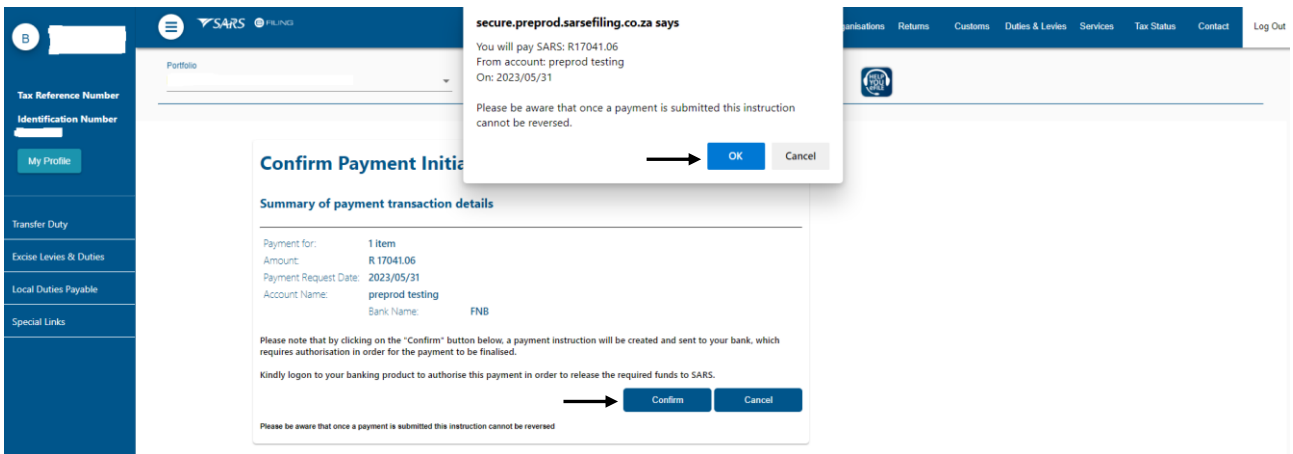 B
SARS eFILING
secure.preprod.sarsefiling.co.za says
You will pay SARS: R17041.06
From account: preprod testing
On: 2023/05/31
Please be aware that once a payment is submitted this instruction
cannot be reversed.
OK Cancel
ganisations Returns Customs Duties & Levies Services Tax Status Contact Log Out
Portfolio
HELP YOU eFILE
Tax Reference Number
Identification Number
My Profile
Transfer Duty
Excise Levies & Duties
Local Duties Payable
Special Links
Confirm Payment Initia
Summary of payment transaction details
Payment for: 1 item
Amount: R 17041.06
Payment Request Date: 2023/05/31
Account Name: preprod testing
Bank Name: FNB
Please note that by clicking on the "Confirm" button below, a payment instruction will be created and sent to your bank, which
requires authorisation in order for the payment to be finalised.
Kindly logon to your banking product to authorise this payment in order to release the required funds to SARS.
Confirm Cancel
Please be aware that once a payment is submitted this instruction cannot be reversed